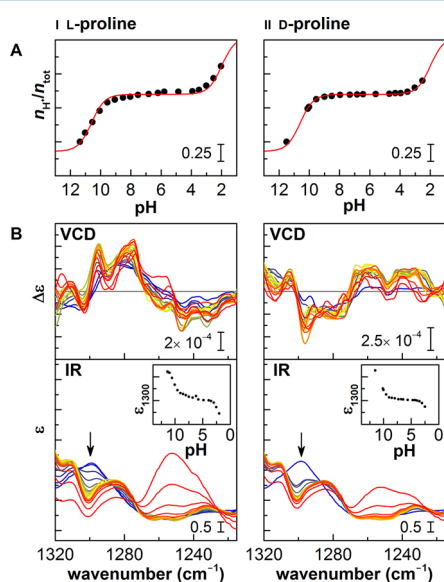 I L-proline
II D-proline
A
nH+/ntot
0.25
0.25
12 10 8 6 4 2
12 10 8 6 4 2
pH
pH
B
VCD
VCD
Δε
2× 10⁻⁴
2.5× 10⁻⁴
IR
IR
ε1300
10 5 0
pH
ε1300
10 5 0
pH
ε
0.5
0.5
1320 1280 1240
1320 1280 1240
wavenumber (cm⁻¹)
wavenumber (cm⁻¹)